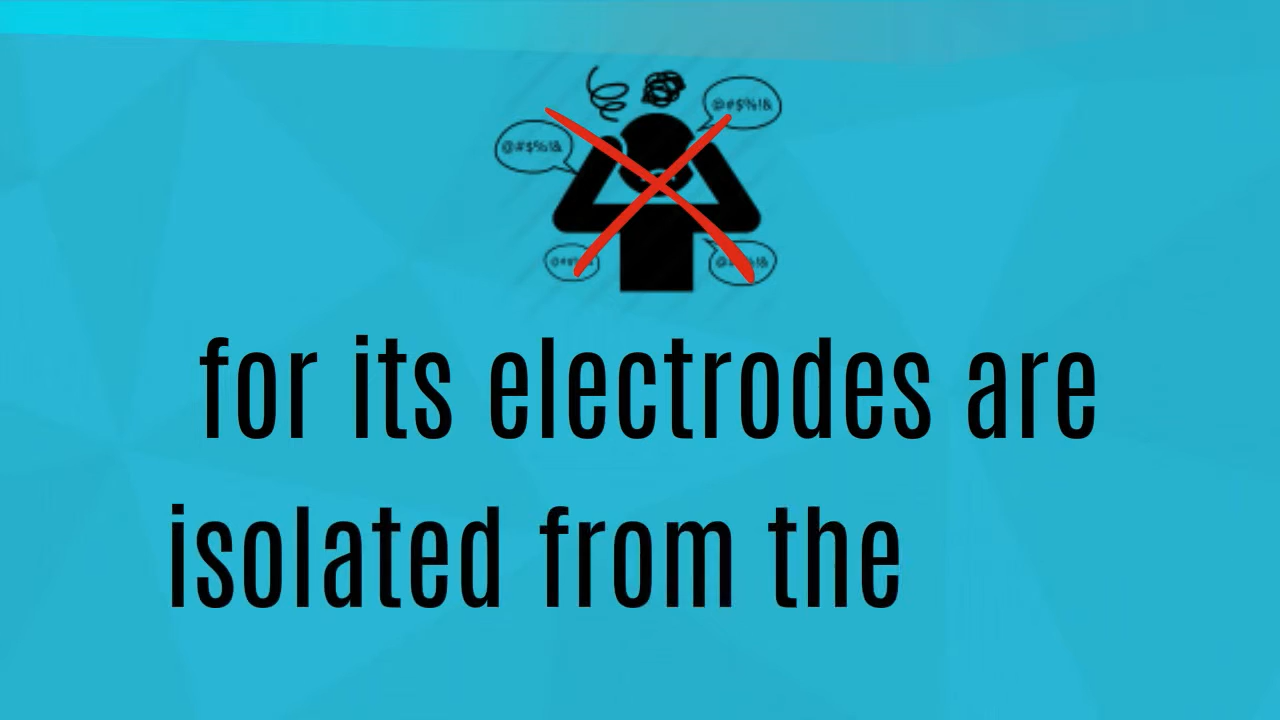 @#$%!&
@#$%!&
for its electrodes are
isolated from the